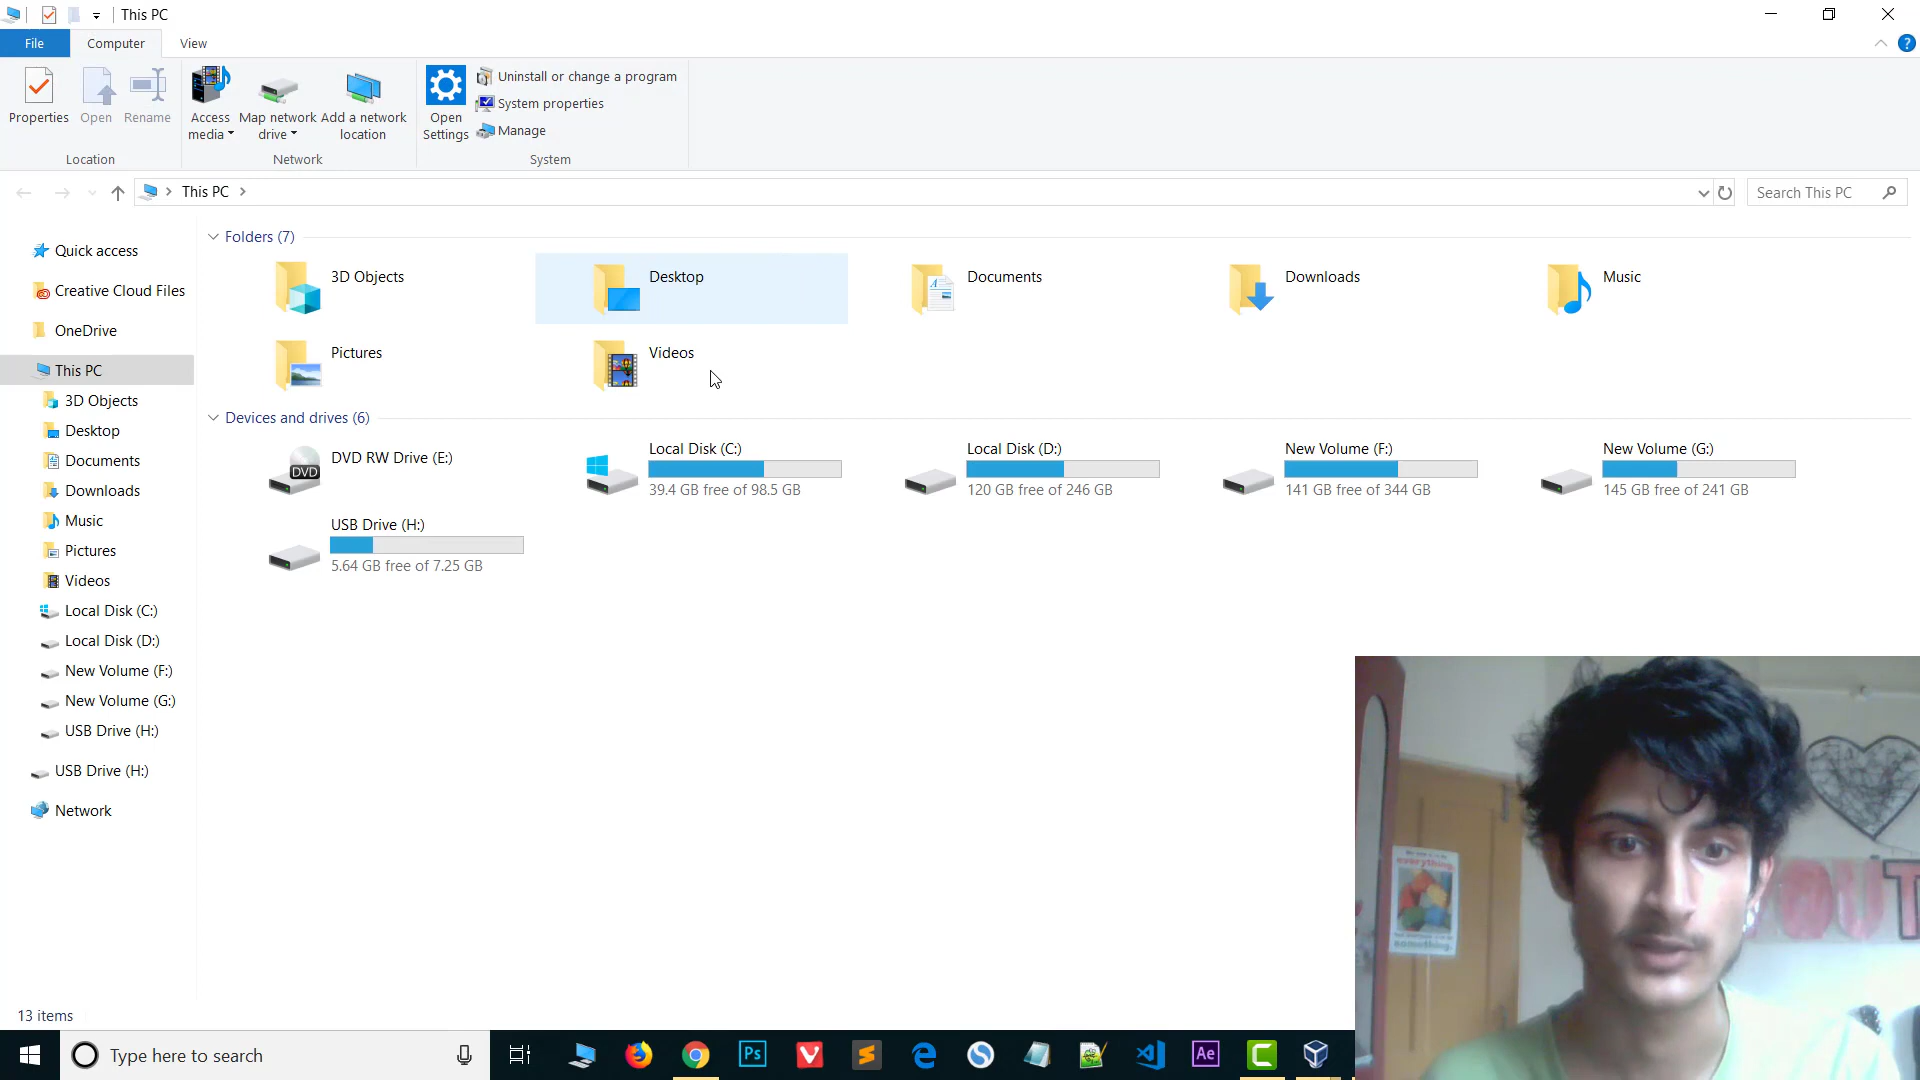 This PC
File
Computer
View
Properties
Open
Rename
Access media
Map network drive
Add a network location
Open Settings
Uninstall or change a program
System properties
Manage
Location
Network
System
This PC
Search This PC
Quick access
Creative Cloud Files
OneDrive
This PC
3D Objects
Desktop
Documents
Downloads
Music
Pictures
Videos
Local Disk (C:)
Local Disk (D:)
New Volume (F:)
New Volume (G:)
USB Drive (H:)
USB Drive (H:)
Network
Folders (7)
3D Objects
Desktop
Documents
Downloads
Music
Pictures
Videos
Devices and drives (6)
DVD
DVD RW Drive (E:)
Local Disk (C:)
39.4 GB free of 98.5 GB
Local Disk (D:)
120 GB free of 246 GB
New Volume (F:)
141 GB free of 344 GB
New Volume (G:)
145 GB free of 241 GB
USB Drive (H:)
5.64 GB free of 7.25 GB
everything
something.
OUT
13 items
Type here to search
Ps
Ae